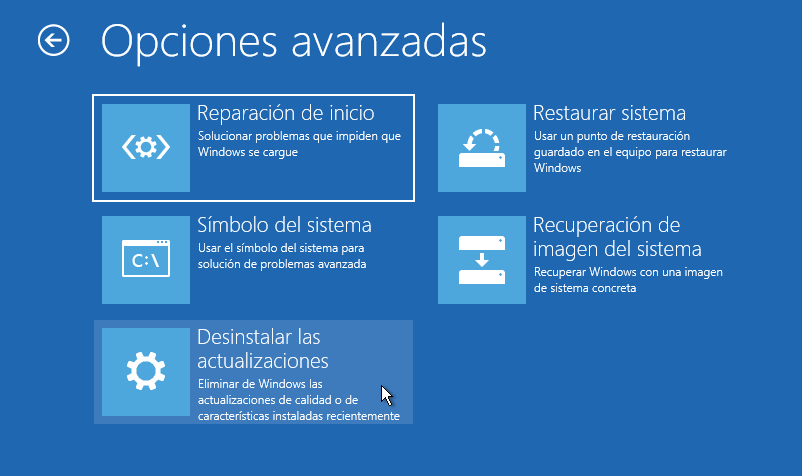 Opciones avanzadas
Reparación de inicio
Solucionar problemas que impiden que
Windows se cargue
Restaurar sistema
Usar un punto de restauración
guardado en el equipo para restaurar
Windows
C:\
Símbolo del sistema
Usar el símbolo del sistema para
solución de problemas avanzada
Recuperación de
imagen del sistema
Recuperar Windows con una imagen
de sistema concreta
Desinstalar las
actualizaciones
Eliminar de Windows las
actualizaciones de calidad o de
características instaladas recientemente